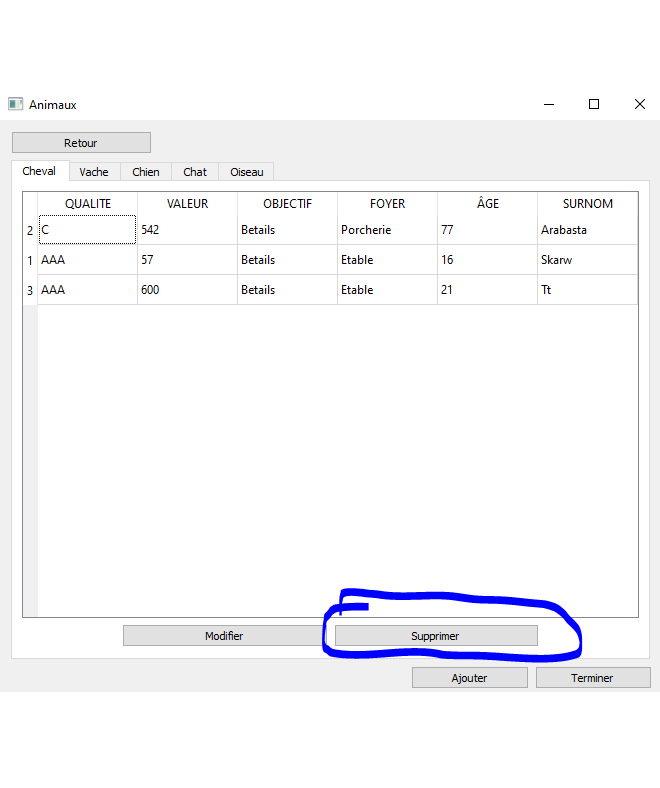 Animaux
Retour
Cheval Vache Chien Chat Oiseau
QUALITE VALEUR OBJECTIF FOYER ÂGE SURNOM
2 C 542 Betails Porcherie 77 Arabasta
1 AAA 57 Betails Etable 16 Skarw
3 AAA 600 Betails Etable 21 Tt
Modifier Supprimer
Ajouter Terminer